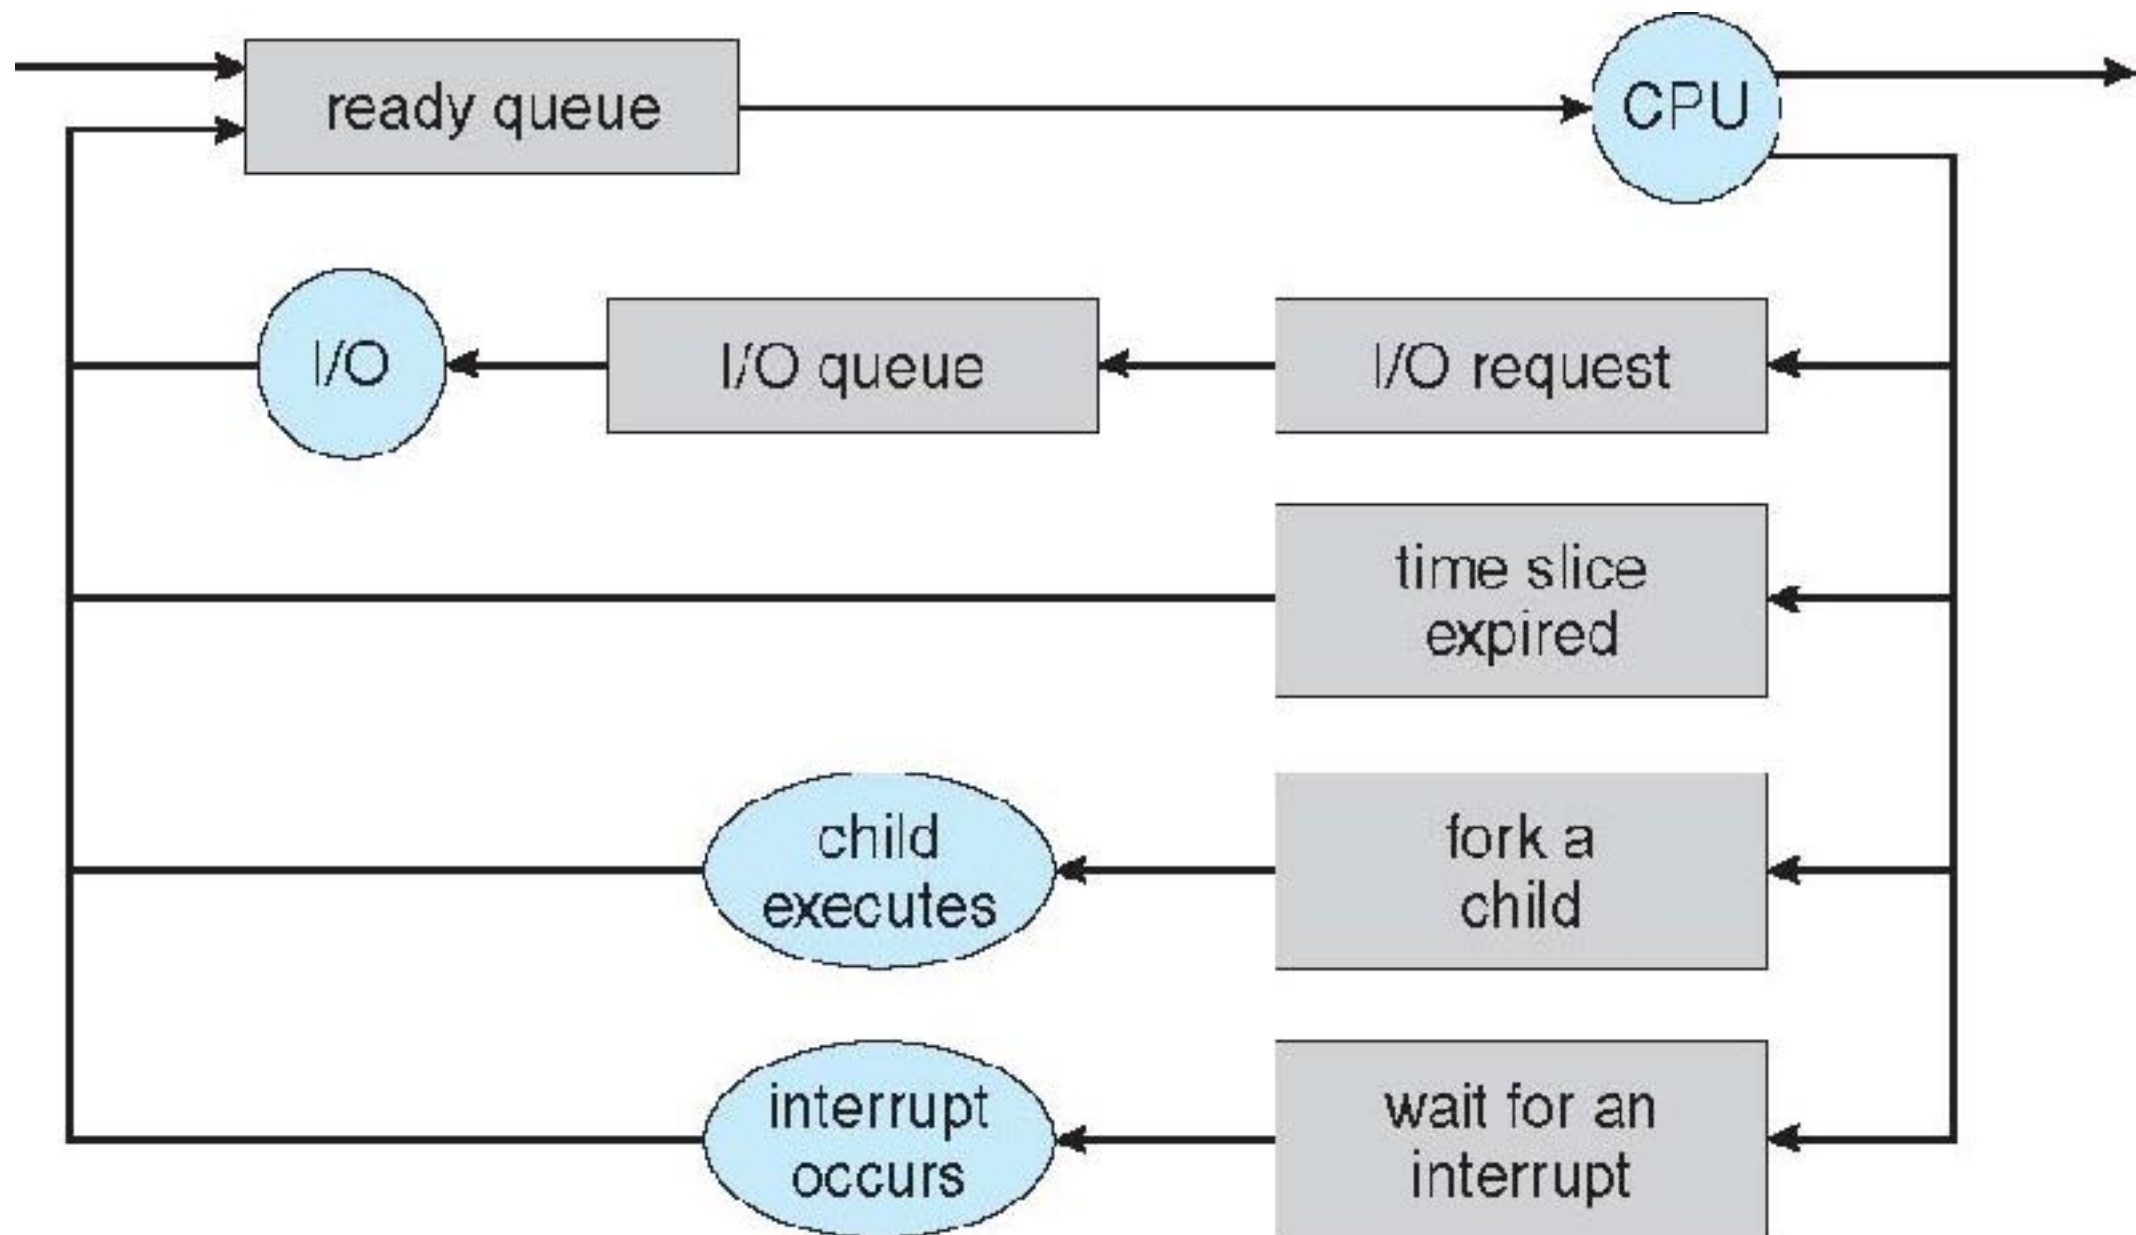 ready queue
CPU
I/O
I/O queue
I/O request
time slice
expired
child
executes
fork a
child
interrupt
occurs
wait for an
interrupt